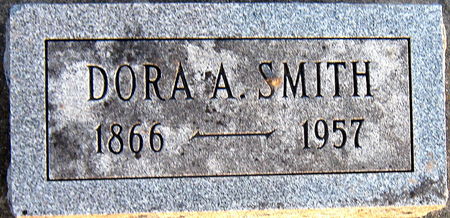 DORA A. SMITH
1866 — 1957